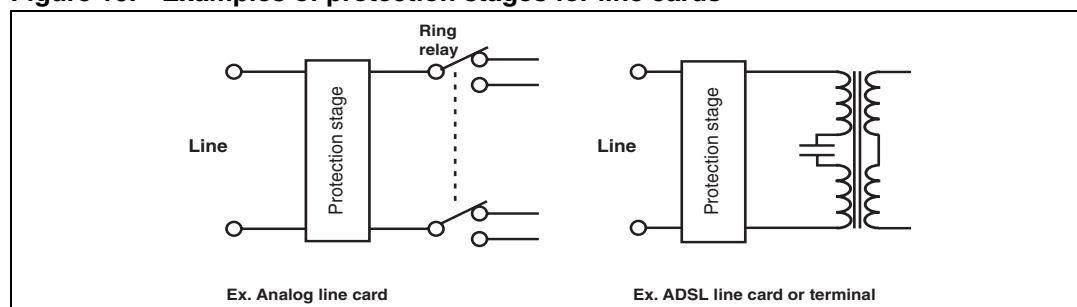 Figure 10. Examples of protection stages for line cards
Ring
relay
Line
Protection stage
Ex. Analog line card
Line
Protection stage
Ex. ADSL line card or terminal